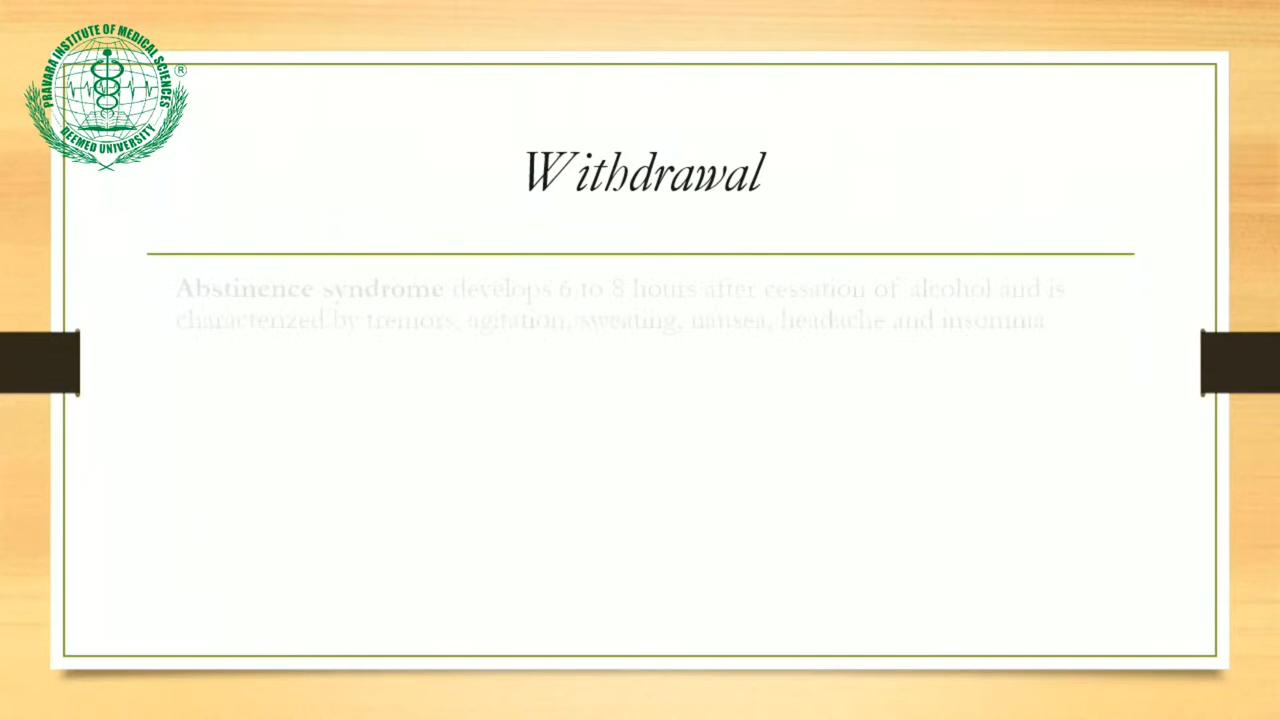 PRAVARA INSTITUTE OF MEDICAL SCIENCES
®
DEEMED UNIVERSITY
Withdrawal
Abstinence syndrome develops 6 to 8 hours after cessation of alcohol and is
characterized by tremors, agitation, sweating, nausea, headache and insomnia